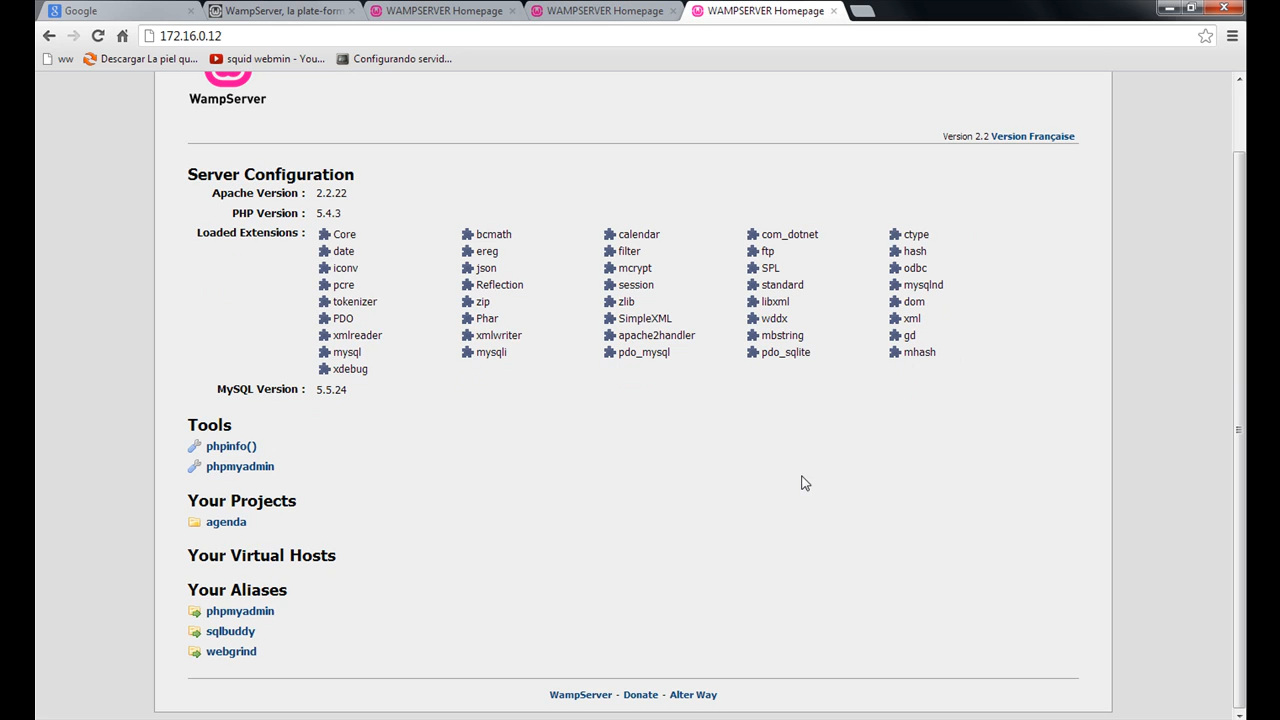 Google
WampServer, la plate-form
WAMPSERVER Homepage
WAMPSERVER Homepage
WAMPSERVER Homepage
172.16.0.12
ww
Descargar La piel qu...
squid webmin - You...
Configurando servid...
WampServer
Version 2.2 Version Française
Server Configuration
Apache Version : 2.2.22
PHP Version : 5.4.3
Loaded Extensions : Core bcmath calendar com_dotnet ctype
date ereg filter ftp hash
iconv json mcrypt SPL odbc
pcre Reflection session standard mysqlnd
tokenizer zip zlib libxml dom
PDO Phar SimpleXML wddx xml
xmlreader xmlwriter apache2handler mbstring gd
mysql mysqli pdo_mysql pdo_sqlite mhash
xdebug
MySQL Version : 5.5.24
Tools
phpinfo()
phpmyadmin
Your Projects
agenda
Your Virtual Hosts
Your Aliases
phpmyadmin
sqlbuddy
webgrind
WampServer - Donate - Alter Way